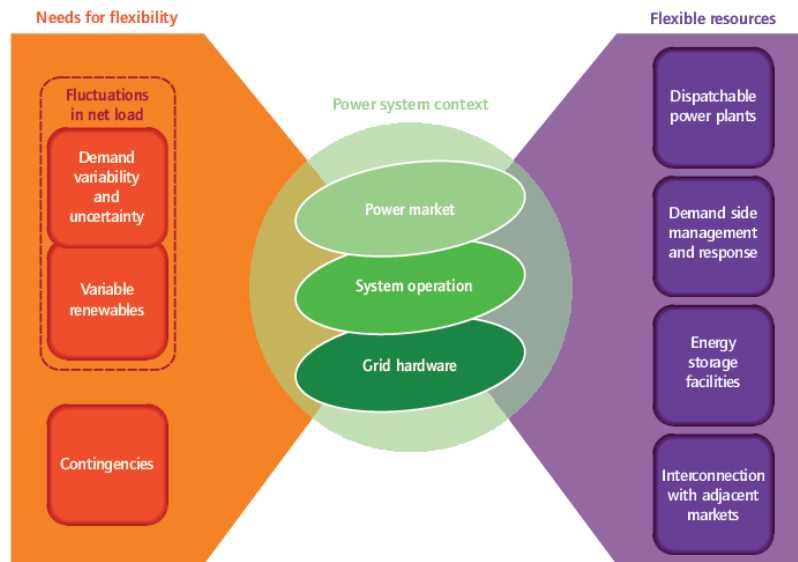 Needs for flexibility
Fluctuations
in net load
Demand
variability
and
uncertainty
Variable
renewables
Contingencies
Power system context
Power market
System operation
Grid hardware
Flexible resources
Dispatchable
power plants
Demand side
management
and response
Energy
storage
facilities
Interconnection
with adjacent
markets